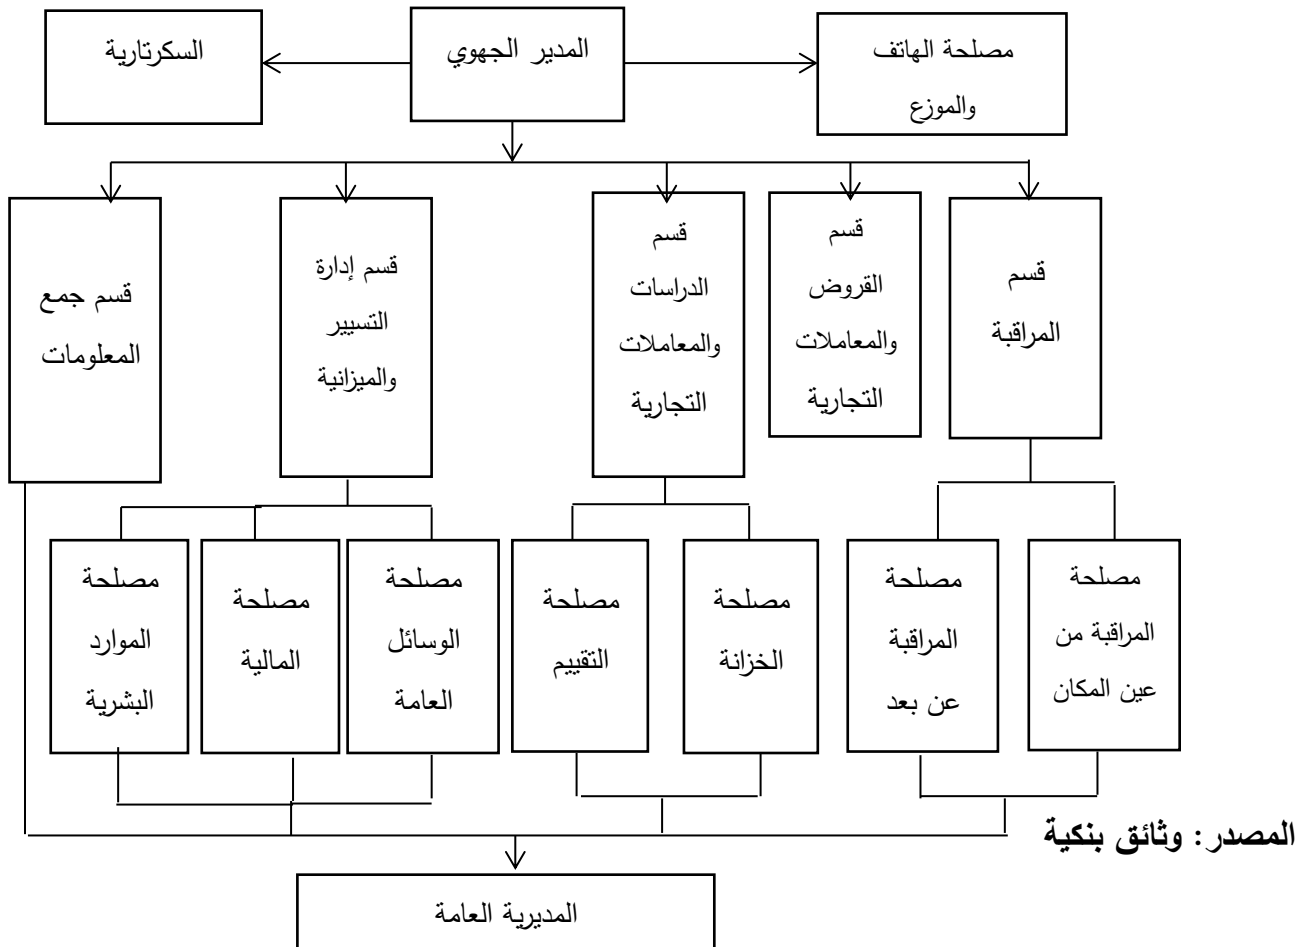 مصلحة الهاتف
والموزع
المدير الجهوي
السكرتارية
قسم
المراقبة
قسم
القروض
والمعاملات
التجارية
قسم
الدراسات
والمعاملات
التجارية
قسم إدارة
التسيير
والميزانية
قسم جمع
المعلومات
مصلحة
المراقبة من
عين المكان
مصلحة
المراقبة
عن بعد
مصلحة
الخزانة
مصلحة
التقييم
مصلحة
الوسائل
العامة
مصلحة
المالية
مصلحة
الموارد
البشرية
المصدر: وثائق بنكية
المديرية العامة